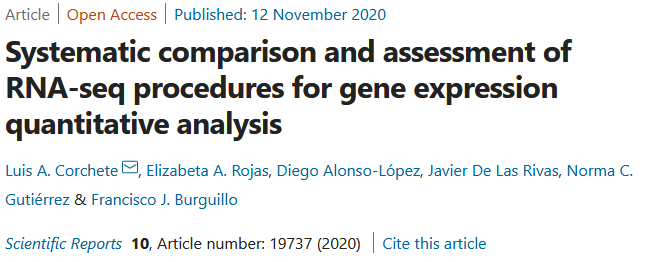 Article | Open Access | Published: 12 November 2020
Systematic comparison and assessment of
RNA-seq procedures for gene expression
quantitative analysis
Luis A. Corchete, Elizabeta A. Rojas, Diego Alonso-López, Javier De Las Rivas, Norma C.
Gutiérrez & Francisco J. Burguillo
Scientific Reports 10, Article number: 19737 (2020) | Cite this article